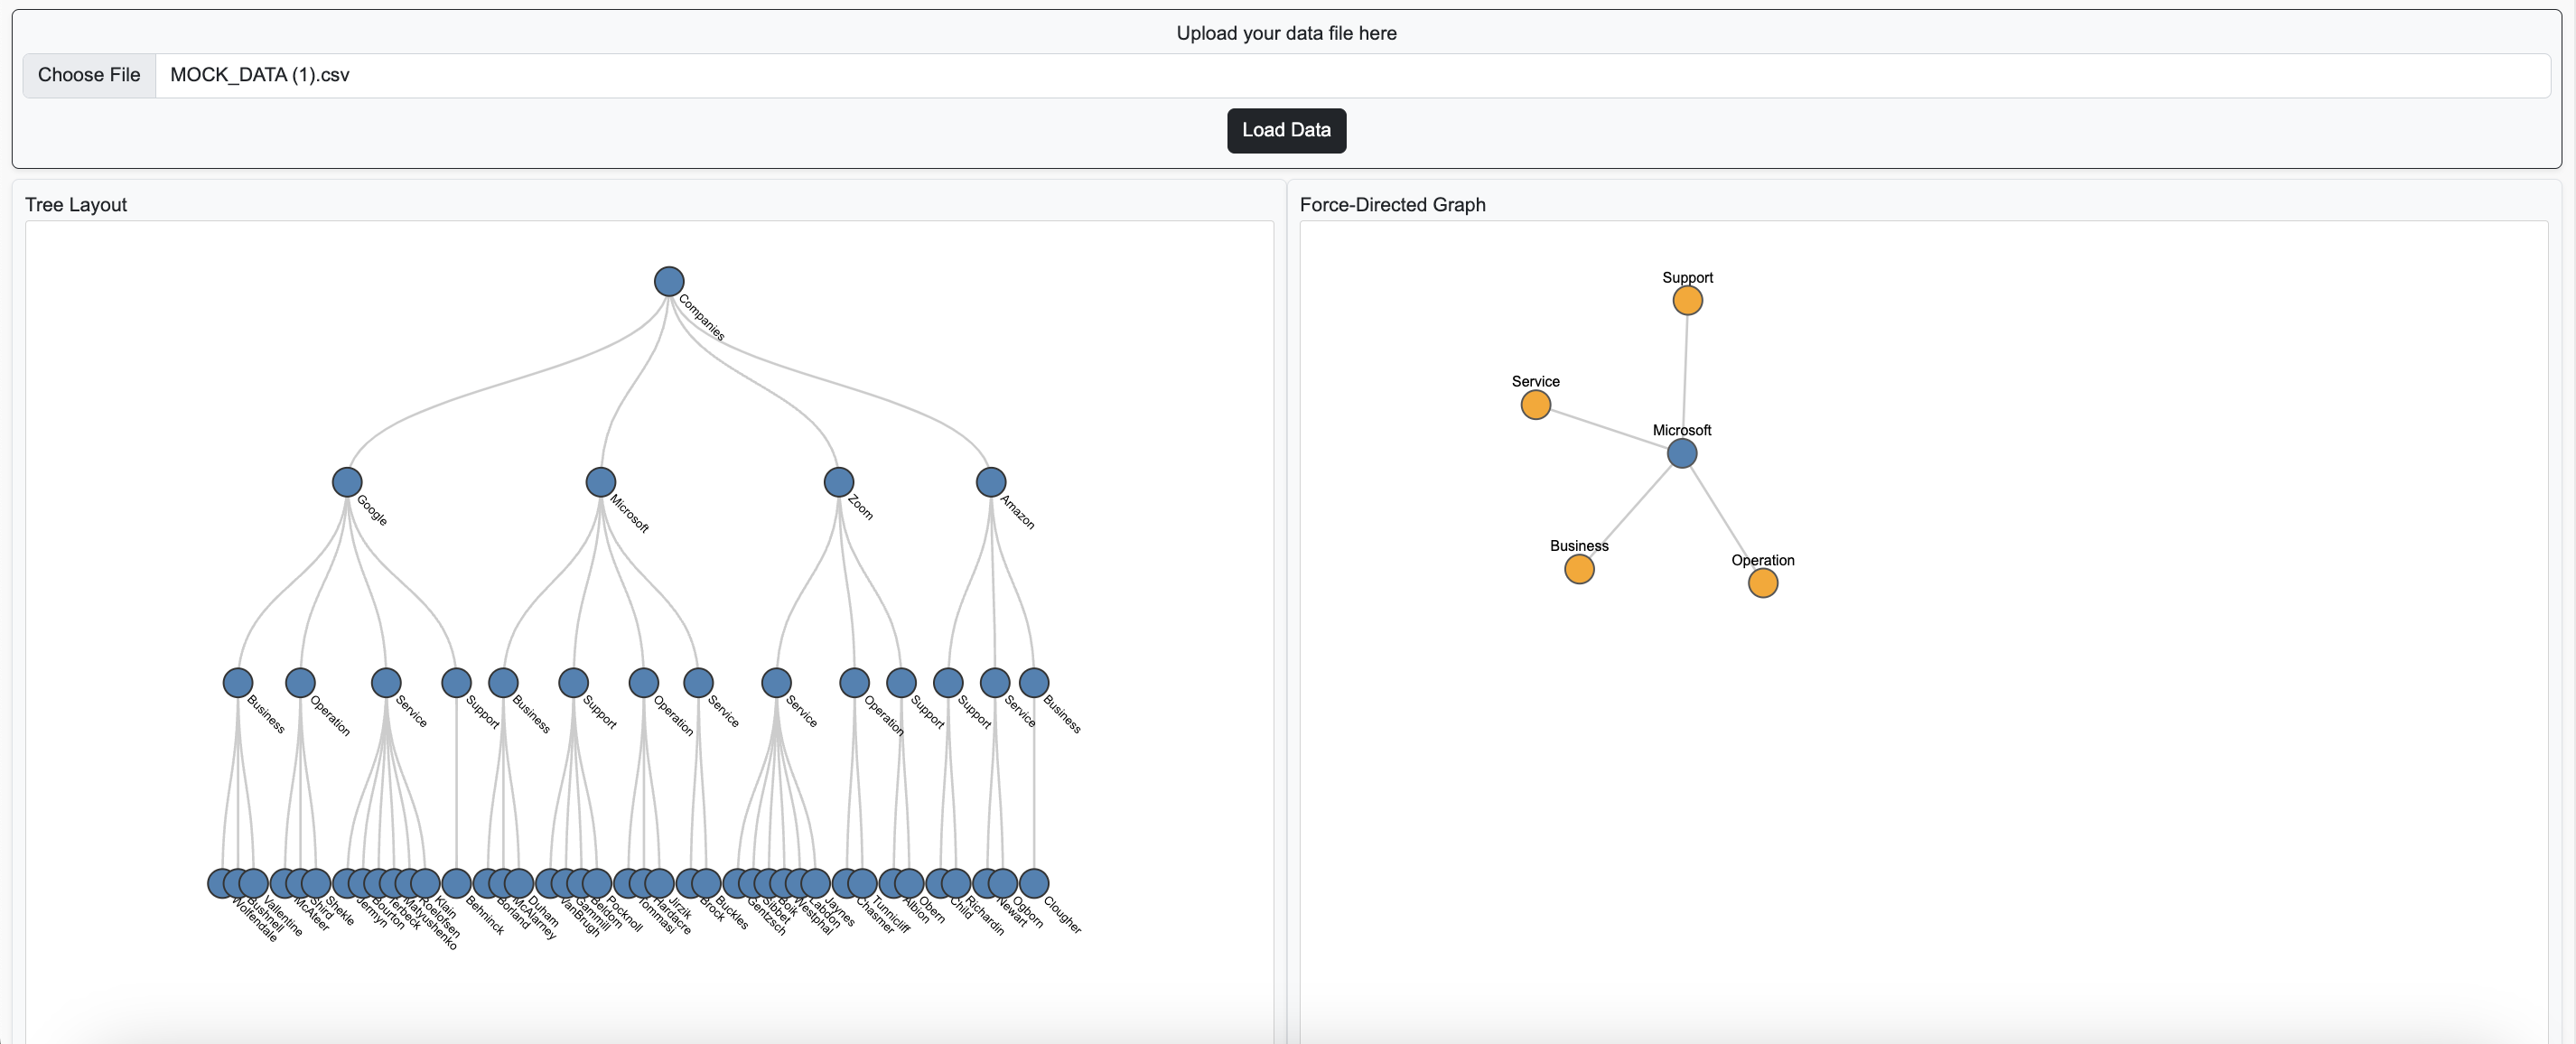 Upload your data file here
Choose File
MOCK_DATA (1).csv
Load Data
Tree Layout
Force-Directed Graph
Companies
Google
Microsoft
Zoom
Amazon
Business
Operation
Service
Support
Business
Support
Operation
Service
Service
Operation
Support
Support
Service
Business
Wolfendale
Bushnell
Vallentine
McAteer
Shird
Shekle
Jermyn
Bourton
Terbeck
Matyushenko
Roelofsen
Klain
Behninck
Borland
McAlarney
Duham
VanBrugh
Gammill
Beldom
Pocknoll
Tommasi
Hardacre
Jirzik
Brock
Buckles
Gentzsch
Sibbet
Boik
Westphal
Labdon
Jaynes
Chasmer
Tunnicliff
Albion
Obern
Child
Richardin
Newart
Ogborn
Clougher
Support
Service
Microsoft
Business
Operation